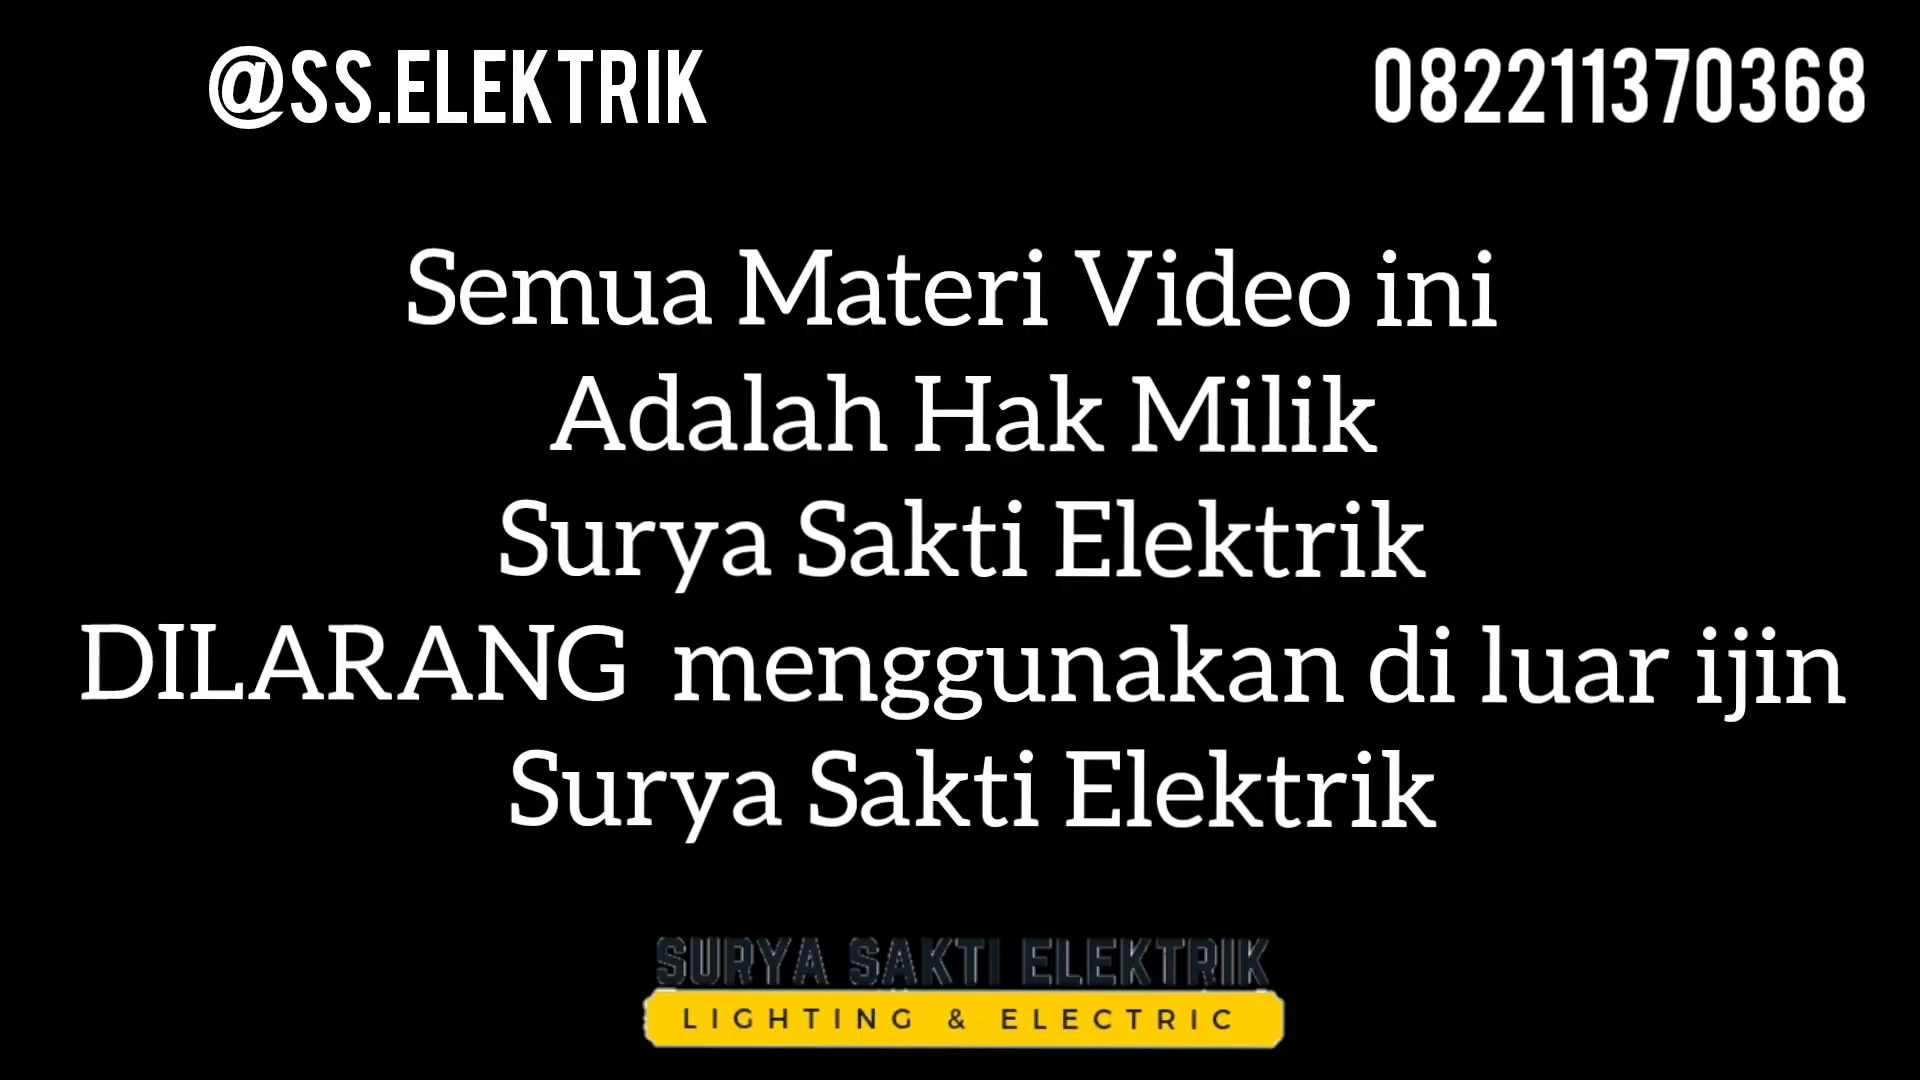 @SS.ELEKTRIK
082211370368
Semua Materi Video ini
Adalah Hak Milik
Surya Sakti Elektrik
DILARANG menggunakan di luar ijin
Surya Sakti Elektrik
SURYA SAKTI ELEKTRIK
LIGHTING & ELECTRIC